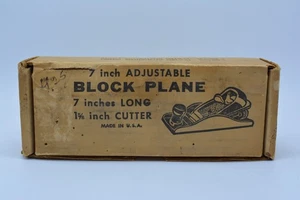 7 inch ADJUSTABLE
BLOCK PLANE
7 inches LONG
1⅝ inch CUTTER
MADE IN U.S.A.